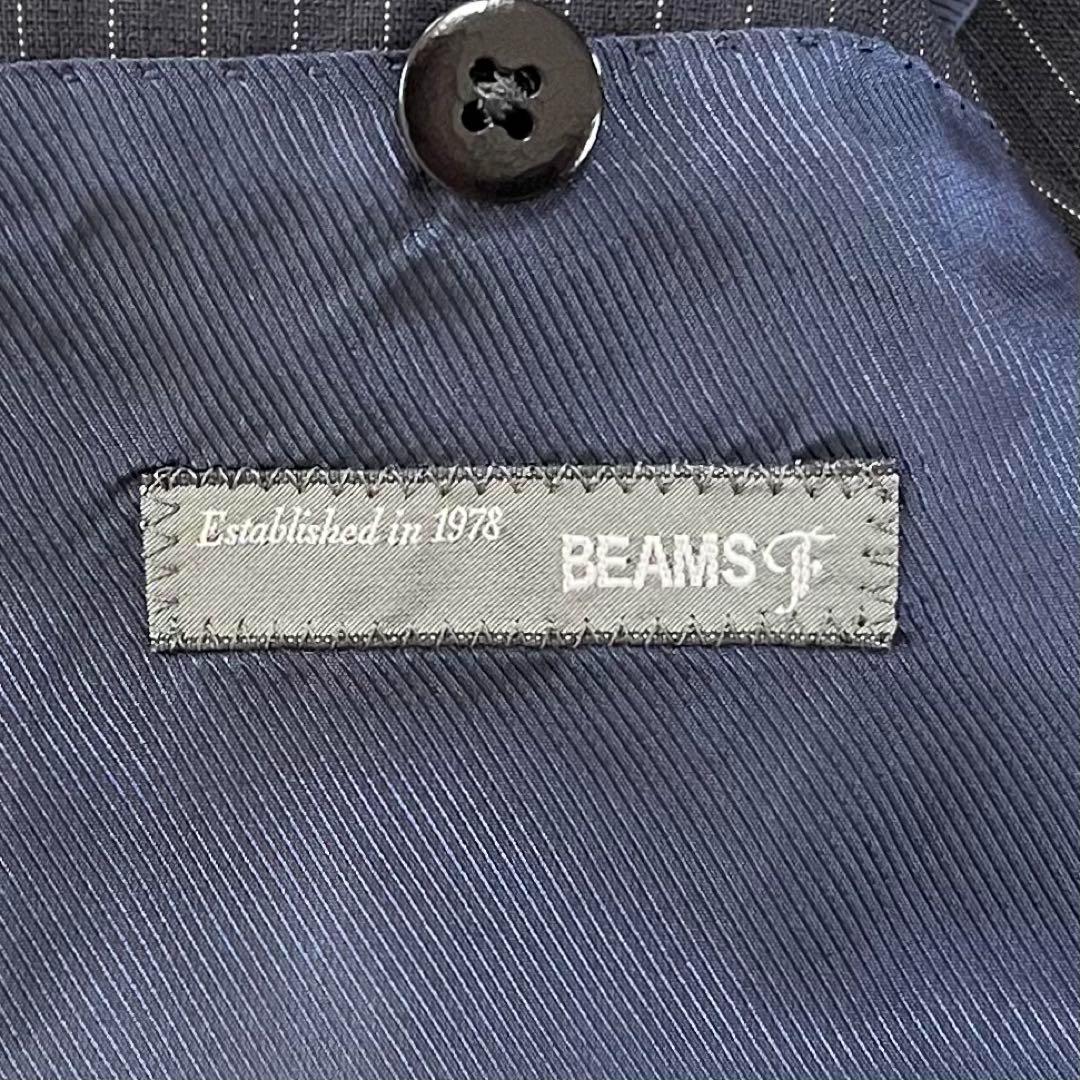 Established in 1978
BEAMS F